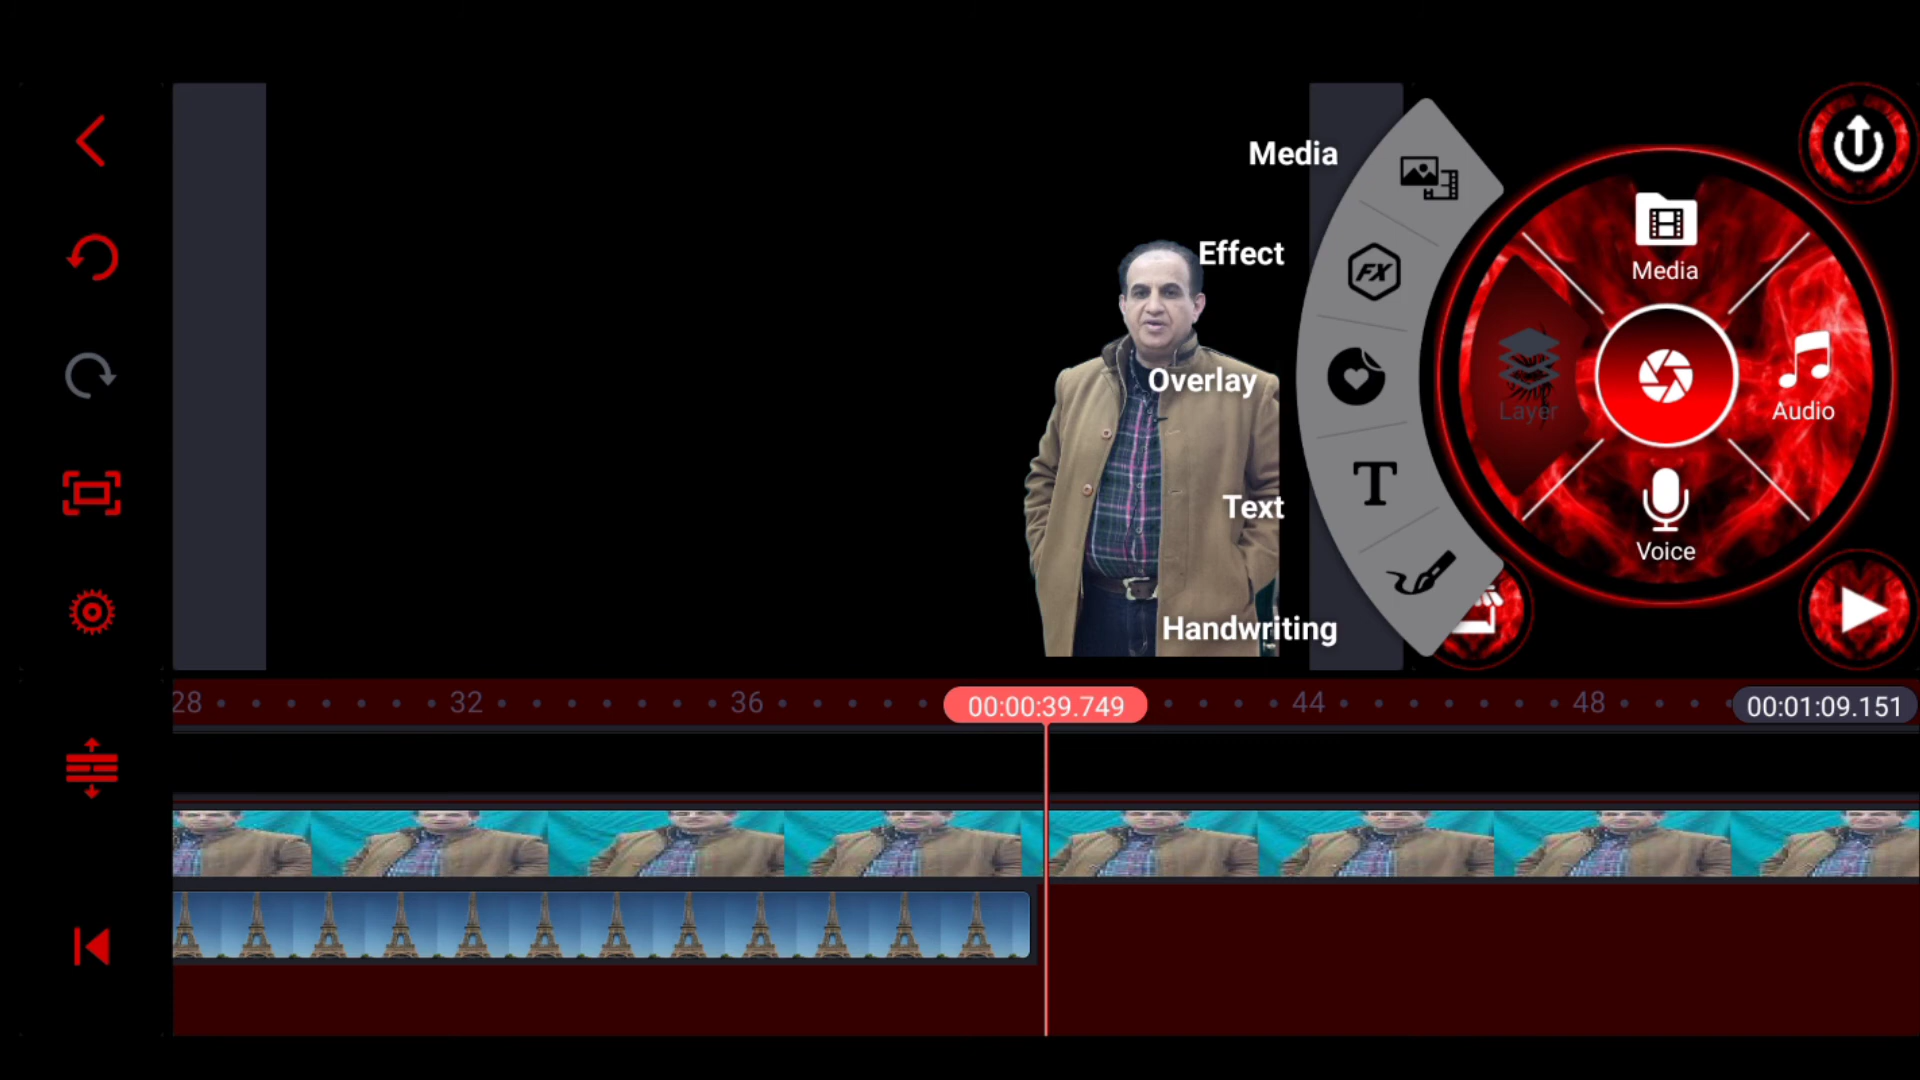 Media
Effect
FX
Overlay
T
Text
Handwriting
Media
Layer
Audio
Voice
28
32
36
00:00:39.749
44
48
00:01:09.151